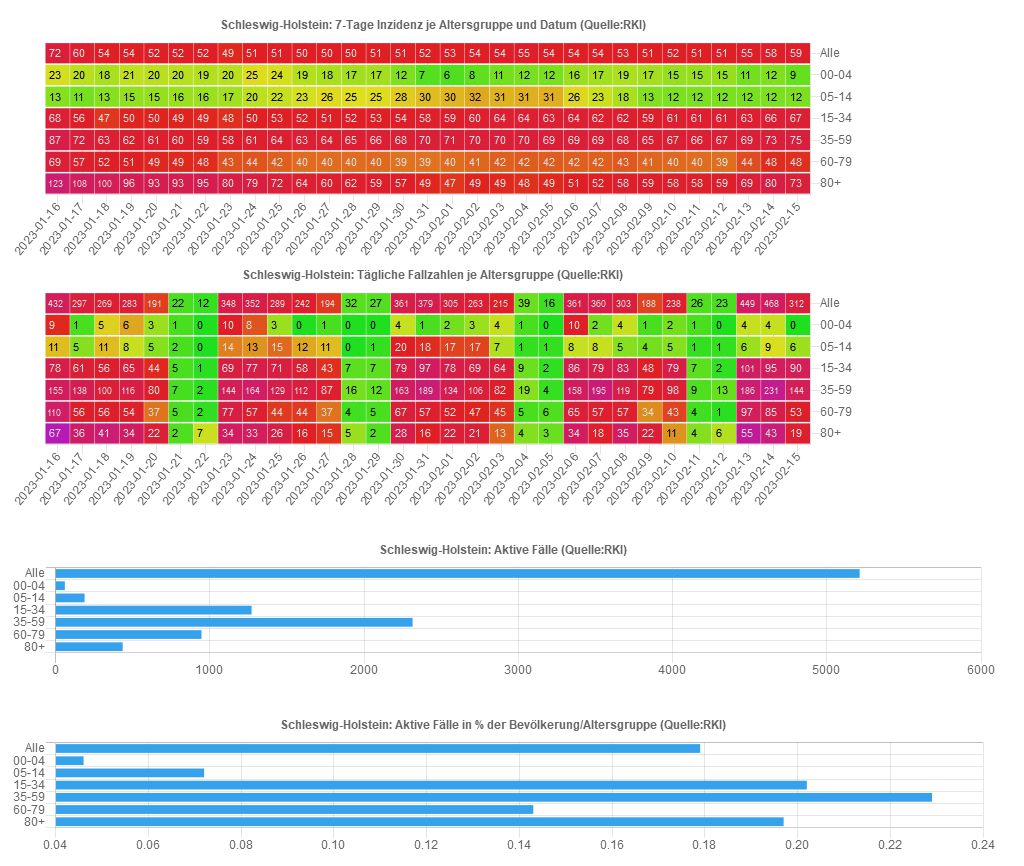 Schleswig-Holstein: 7-Tage Inzidenz je Altersgruppe und Datum (Quelle:RKI)
72 60 54 54 52 52 52 49 51 51 50 50 50 51 51 52 53 54 54 55 54 54 53 51 52 51 51 55 58 59 Alle
23 20 18 21 20 20 19 20 25 24 19 18 17 17 12 7 6 8 11 12 12 16 17 19 17 15 15 15 11 12 9 00-04
13 11 13 15 15 16 16 17 20 22 23 26 25 25 28 30 30 32 31 31 31 26 23 18 13 12 12 12 12 12 12 05-14
68 56 47 50 50 49 49 48 50 53 52 51 52 53 54 58 59 60 64 64 63 64 62 62 59 61 61 61 63 66 67 15-34
87 72 63 62 61 60 59 58 61 64 63 64 65 66 68 70 71 70 70 70 69 69 69 68 65 67 66 67 69 73 75 35-59
69 57 52 51 49 49 48 43 44 42 40 40 40 40 39 39 40 41 42 42 42 42 42 43 41 40 40 39 44 48 48 60-79
123 108 100 96 93 93 95 80 79 72 64 60 62 59 57 49 47 49 48 49 51 52 58 59 58 58 59 69 80 73 80+
2023-01-16 2023-01-17 2023-01-18 2023-01-19 2023-01-20 2023-01-21 2023-01-22 2023-01-23 2023-01-24 2023-01-25 2023-01-26 2023-01-27 2023-01-28 2023-01-29 2023-01-30 2023-01-31 2023-02-01 2023-02-02 2023-02-03 2023-02-04 2023-02-05 2023-02-06 2023-02-07 2023-02-08 2023-02-09 2023-02-10 2023-02-11 2023-02-12 2023-02-13 2023-02-14 2023-02-15
Schleswig-Holstein: Tägliche Fallzahlen je Altersgruppe (Quelle:RKI)
432 297 269 283 191 22 12 348 352 289 242 194 32 27 361 379 305 263 215 39 16 361 360 303 188 238 26 23 449 468 312 Alle
9 1 5 6 3 1 0 10 8 3 0 1 0 0 4 1 2 3 4 1 0 10 2 4 1 2 1 0 4 4 0 00-04
11 5 11 8 5 2 0 14 13 15 12 11 0 1 20 18 17 17 7 1 1 8 8 5 4 5 1 1 6 9 6 05-14
78 61 56 65 44 5 1 69 77 71 58 43 7 7 79 97 78 69 64 9 2 86 79 83 48 79 7 2 101 95 90 15-34
155 138 100 116 80 7 2 144 164 129 112 87 16 12 163 189 134 106 82 19 4 158 195 119 79 98 9 13 186 231 144 35-59
110 56 56 54 37 5 2 77 57 44 44 37 4 5 67 57 52 47 45 5 6 65 57 57 34 43 4 1 97 85 53 60-79
67 36 41 34 22 2 7 34 33 26 16 15 5 2 28 16 22 21 13 4 3 34 18 35 22 11 4 6 55 43 19 80+
2023-01-16 2023-01-17 2023-01-18 2023-01-19 2023-01-20 2023-01-21 2023-01-22 2023-01-23 2023-01-24 2023-01-25 2023-01-26 2023-01-27 2023-01-28 2023-01-29 2023-01-30 2023-01-31 2023-02-01 2023-02-02 2023-02-03 2023-02-04 2023-02-05 2023-02-06 2023-02-07 2023-02-08 2023-02-09 2023-02-10 2023-02-11 2023-02-12 2023-02-13 2023-02-14 2023-02-15
Schleswig-Holstein: Aktive Fälle (Quelle:RKI)
Alle
00-04
05-14
15-34
35-59
60-79
80+
0 1000 2000 3000 4000 5000 6000
Schleswig-Holstein: Aktive Fälle in % der Bevölkerung/Altersgruppe (Quelle:RKI)
Alle
00-04
05-14
15-34
35-59
60-79
80+
0.04 0.06 0.08 0.10 0.12 0.14 0.16 0.18 0.20 0.22 0.24